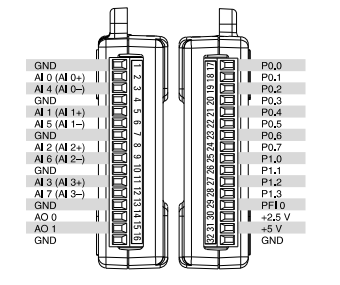 GND
AI 0 (AI 0+)
AI 4 (AI 0–)
GND
AI 1 (AI 1+)
AI 5 (AI 1–)
GND
AI 2 (AI 2+)
AI 6 (AI 2–)
GND
AI 3 (AI 3+)
AI 7 (AI 3–)
GND
AO 0
AO 1
GND
1
2
3
4
5
6
7
8
9
10
11
12
13
14
15
16
17
18
19
20
21
22
23
24
25
26
27
28
29
30
31
32
P0.0
P0.1
P0.2
P0.3
P0.4
P0.5
P0.6
P0.7
P1.0
P1.1
P1.2
P1.3
PFI 0
+2.5 V
+5 V
GND